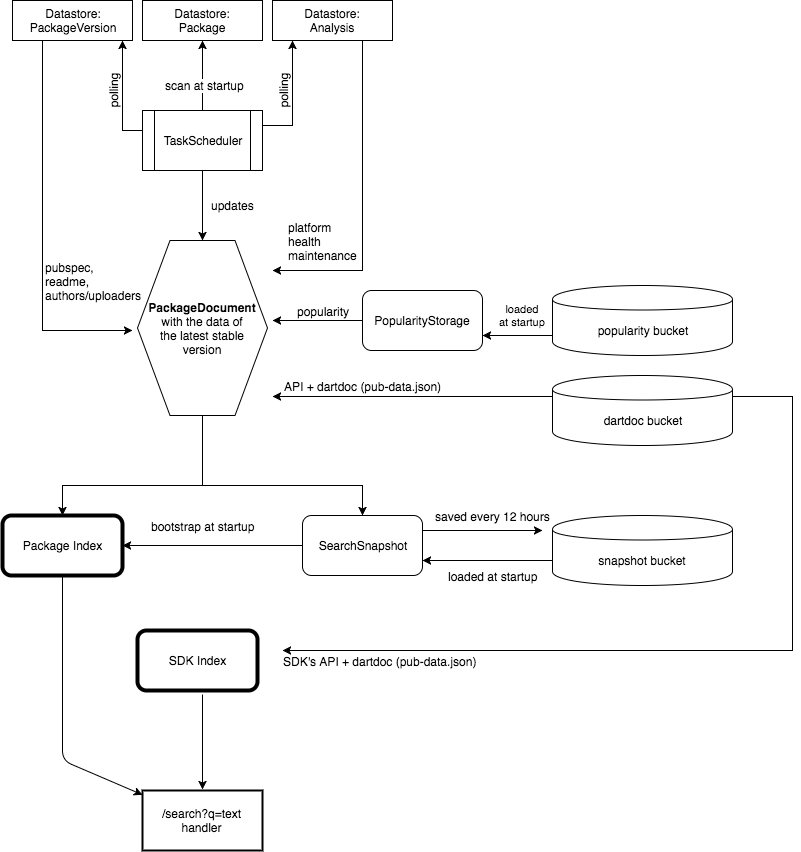 Datastore:
PackageVersion
Datastore:
Package
Datastore:
Analysis
polling
scan at startup
polling
TaskScheduler
updates
platform
health
maintenance
pubspec,
readme,
authors/uploaders
PackageDocument
with the data of
the latest stable
version
popularity
PopularityStorage
loaded
at startup
popularity bucket
API + dartdoc (pub-data.json)
dartdoc bucket
Package Index
bootstrap at startup
SearchSnapshot
saved every 12 hours
loaded at startup
snapshot bucket
SDK Index
SDK's API + dartdoc (pub-data.json)
/search?q=text
handler